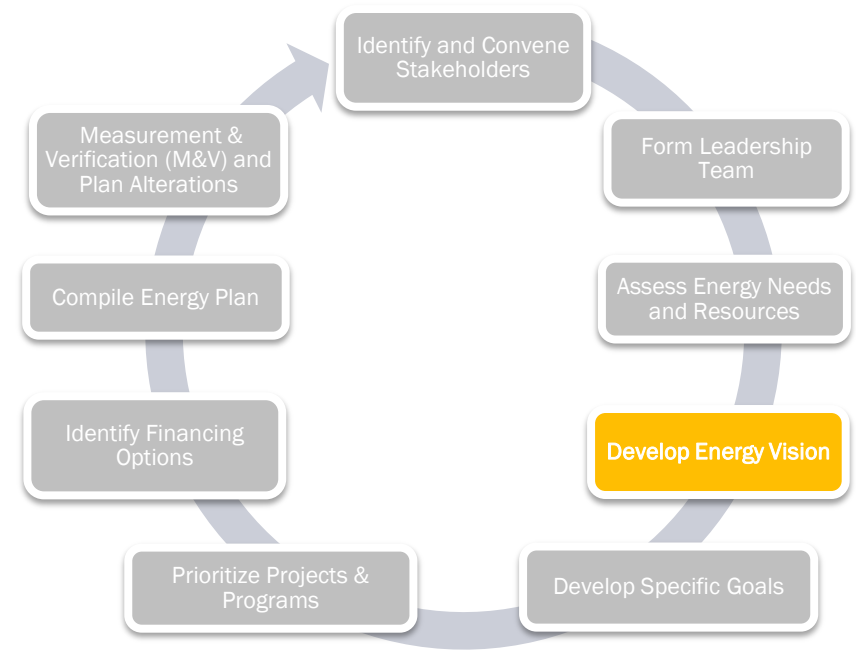 Identify and Convene
Stakeholders
Form Leadership
Team
Assess Energy Needs
and Resources
Develop Energy Vision
Develop Specific Goals
Prioritize Projects &
Programs
Identify Financing
Options
Compile Energy Plan
Measurement &
Verification (M&V) and
Plan Alterations